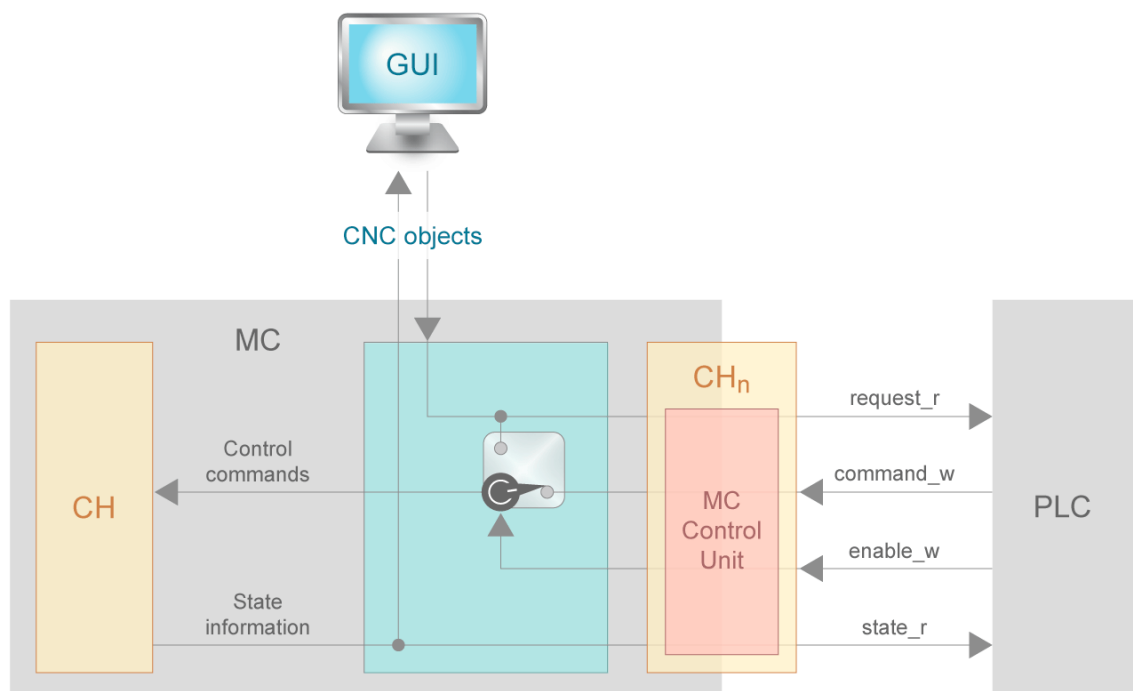 GUI
CNC objects
MC
CH
Control
commands
State
information
CHn
MC
Control
Unit
request_r
command_w
enable_w
state_r
PLC